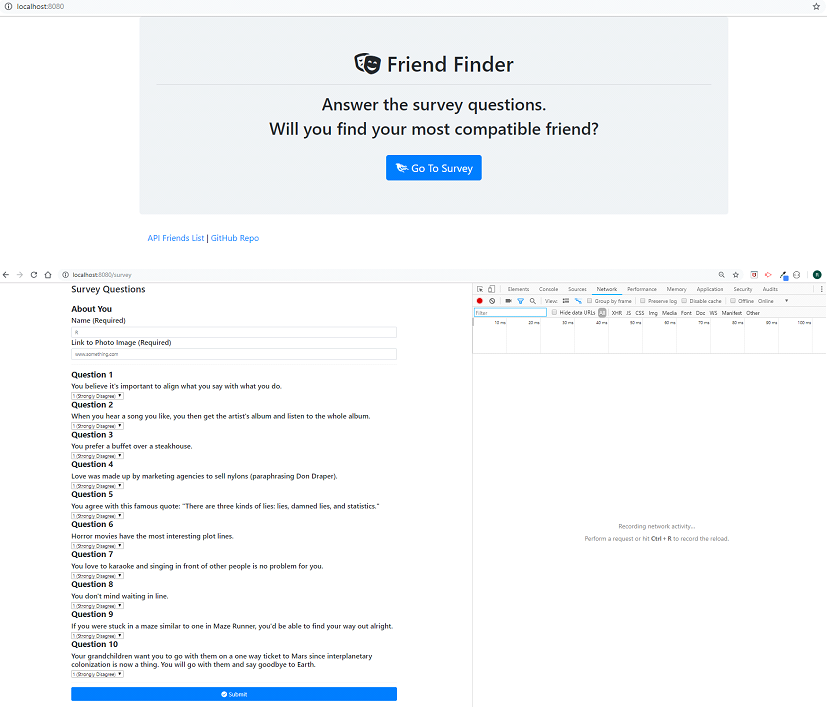 localhost:8080
Friend Finder
Answer the survey questions.
Will you find your most compatible friend?
Go To Survey
API Friends List | GitHub Repo
localhost:8080/survey
R
Survey Questions
About You
Name (Required)
R
Link to Photo Image (Required)
www.something.com
Question 1
You believe it's important to align what you say with what you do.
1 (Strongly Disagree)
Question 2
When you hear a song you like, you then get the artist's album and listen to the whole album.
1 (Strongly Disagree)
Question 3
You prefer a buffet over a steakhouse.
1 (Strongly Disagree)
Question 4
Love was made up by marketing agencies to sell nylons (paraphrasing Don Draper).
1 (Strongly Disagree)
Question 5
You agree with this famous quote: "There are three kinds of lies: lies, damned lies, and statistics."
1 (Strongly Disagree)
Question 6
Horror movies have the most interesting plot lines.
1 (Strongly Disagree)
Question 7
You love to karaoke and singing in front of other people is no problem for you.
1 (Strongly Disagree)
Question 8
You don't mind waiting in line.
1 (Strongly Disagree)
Question 9
If you were stuck in a maze similar to one in Maze Runner, you'd be able to find your way out alright.
1 (Strongly Disagree)
Question 10
Your grandchildren want you to go with them on a one way ticket to Mars since interplanetary
colonization is now a thing. You will go with them and say goodbye to Earth.
1 (Strongly Disagree)
Submit
Elements Console Sources Network Performance Memory Application Security Audits
View: Group by frame Preserve log Disable cache Offline Online
Filter Hide data URLs All XHR JS CSS Img Media Font Doc WS Manifest Other
10 ms 20 ms 30 ms 40 ms 50 ms 60 ms 70 ms 80 ms 90 ms 100 ms
Recording network activity...
Perform a request or hit Ctrl + R to record the reload.